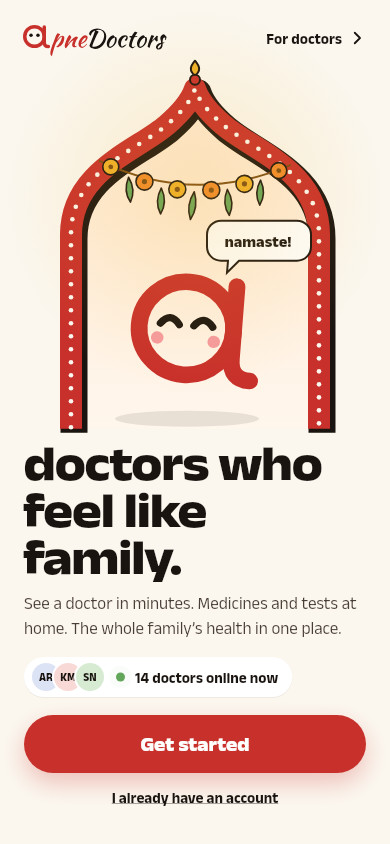 apneDoctors
For doctors
namaste!
doctors who
feel like
family.
See a doctor in minutes. Medicines and tests at
home. The whole family's health in one place.
AR KM SN 14 doctors online now
Get started
I already have an account